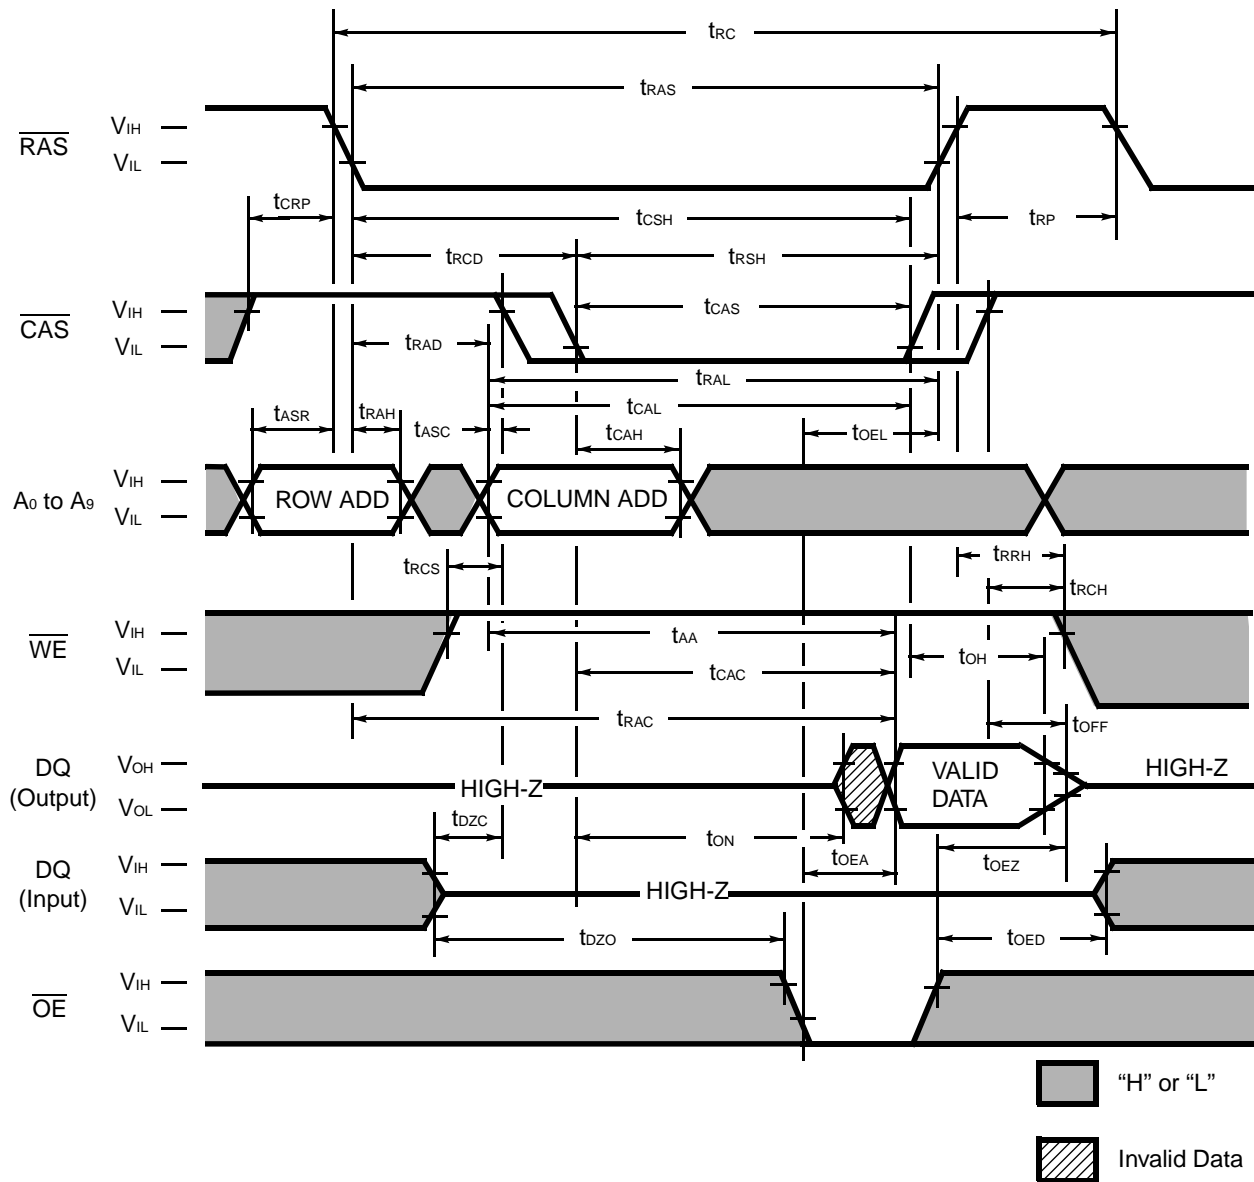 tRC
tRAS
RAS
VIH
VIL
tCRP
tCSH
tRP
tRCD
tRSH
CAS
VIH
VIL
tCAS
tRAD
tRAL
tCAL
tASR
tRAH
tASC
tCAH
tOEL
A0 to A9
VIH
VIL
ROW ADD
COLUMN ADD
tRCS
tRRH
tRCH
WE
VIH
VIL
tAA
tOH
tCAC
tRAC
tOFF
DQ
(Output)
VOH
VOL
HIGH-Z
VALID
DATA
HIGH-Z
tDZC
tON
tOEA
tOEZ
DQ
(Input)
VIH
VIL
HIGH-Z
tDZO
tOED
OE
VIH
VIL
“H” or “L”
Invalid Data